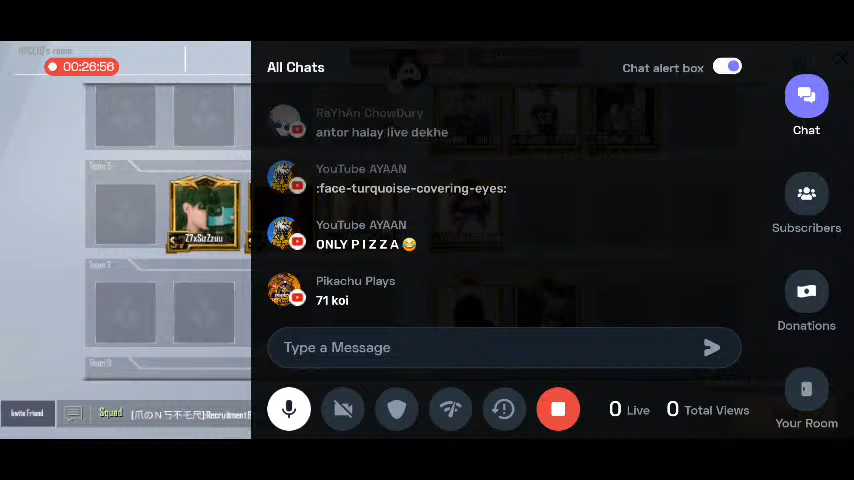 00:26:56
All Chats
Chat alert box
RaYhAn ChowDury
antor halay live dekhe
Chat
YouTube AYAAN
:face-turquoise-covering-eyes:
YouTube AYAAN
ONLY P I Z Z A 😂
Subscribers
Pikachu Plays
71 koi
Donations
Type a Message
0 Live
0 Total Views
Your Room
Team 5
Z7xSizZzuu
Team 7
Team 9
Invite Friend
Squad